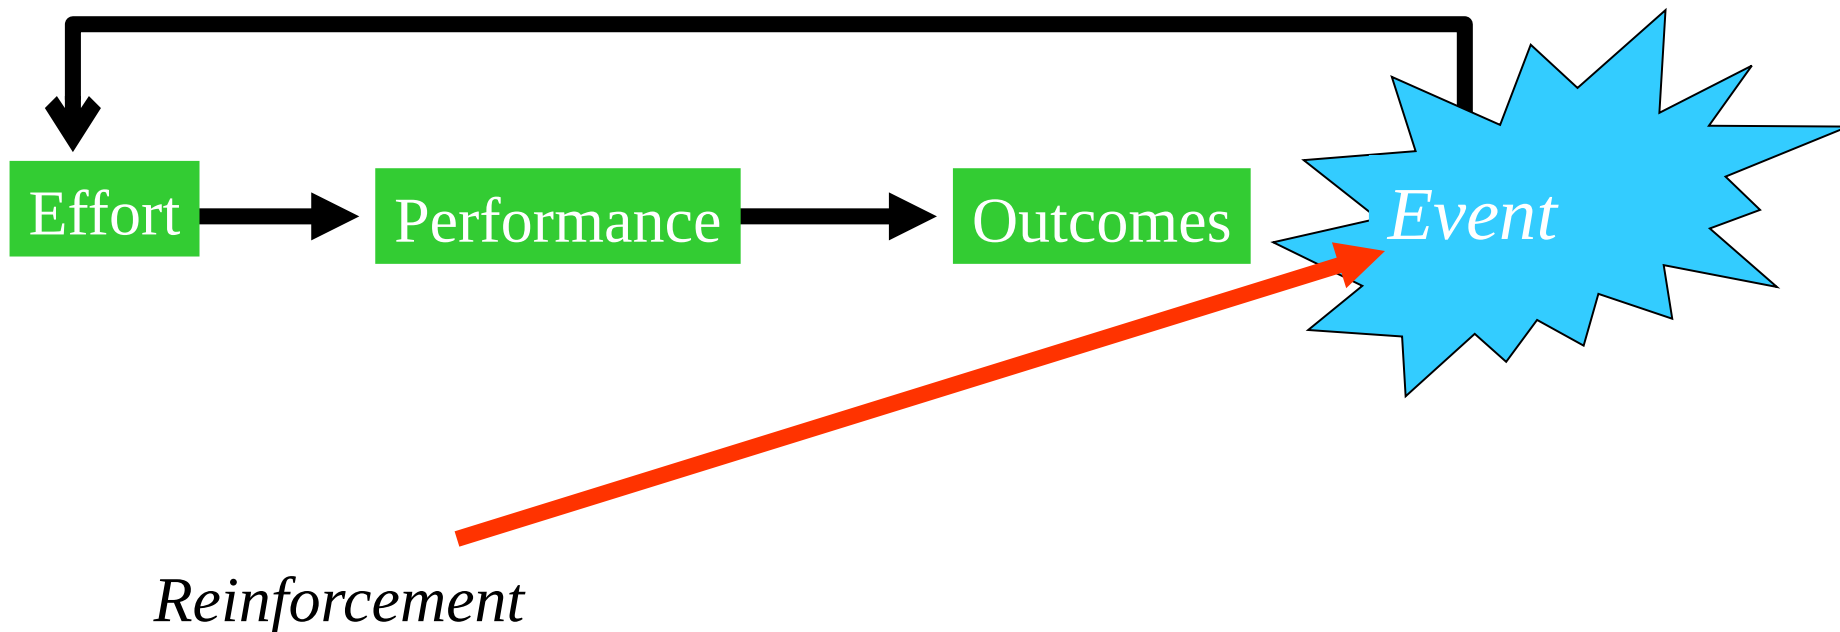 Effort
Performance
Outcomes
Event
Reinforcement